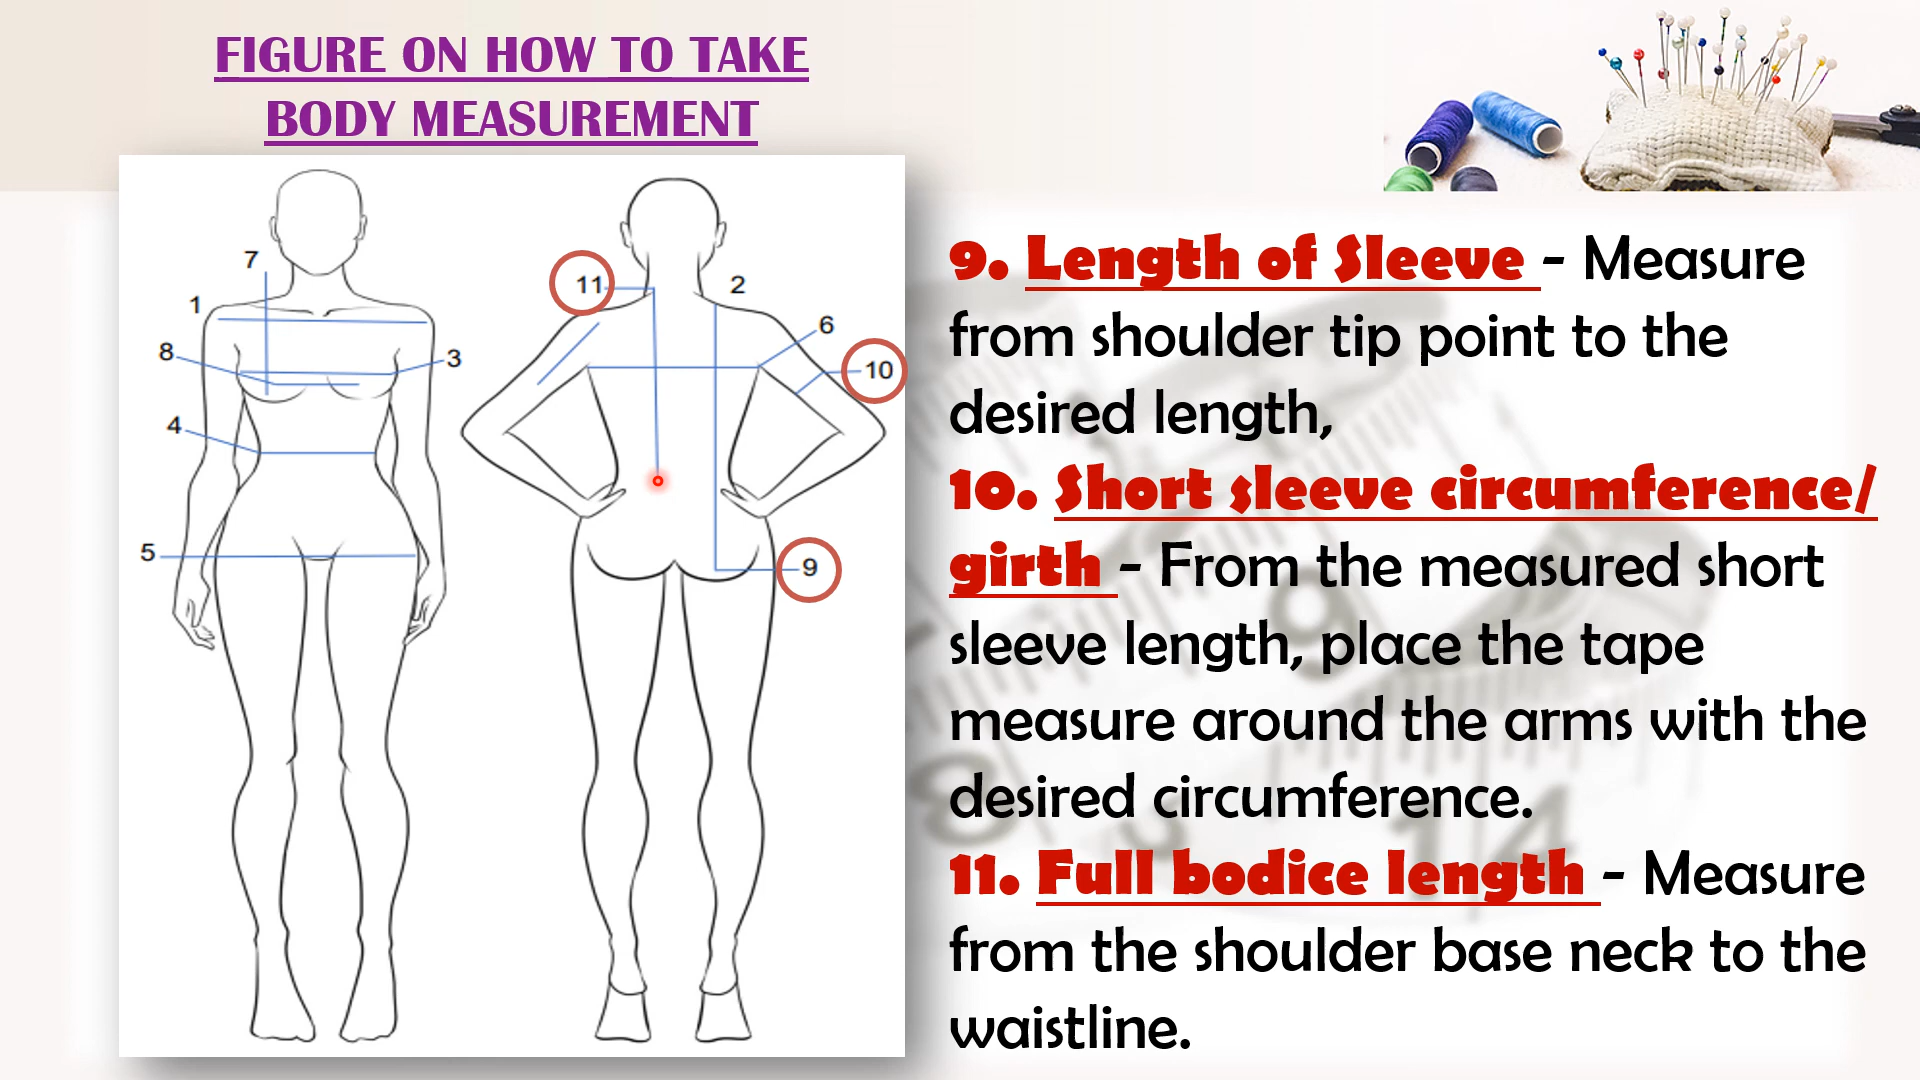 FIGURE ON HOW TO TAKE
BODY MEASUREMENT
7
1
8
3
4
5
11
2
6
10
9
9. Length of Sleeve - Measure
from shoulder tip point to the
desired length,
10. Short sleeve circumference/
girth - From the measured short
sleeve length, place the tape
measure around the arms with the
desired circumference.
11. Full bodice length - Measure
from the shoulder base neck to the
waistline.
9
8
14